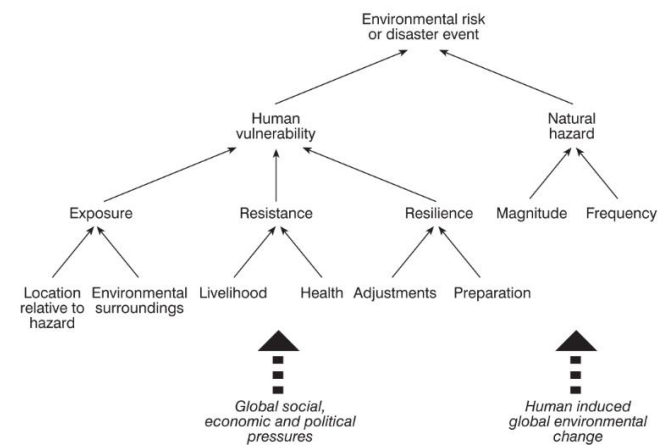 Environmental risk
or disaster event
Human
vulnerability
Natural
hazard
Exposure
Resistance
Resilience
Magnitude
Frequency
Location
relative to
hazard
Environmental
surroundings
Livelihood
Health
Adjustments
Preparation
Global social,
economic and political
pressures
Human induced
global environmental
change